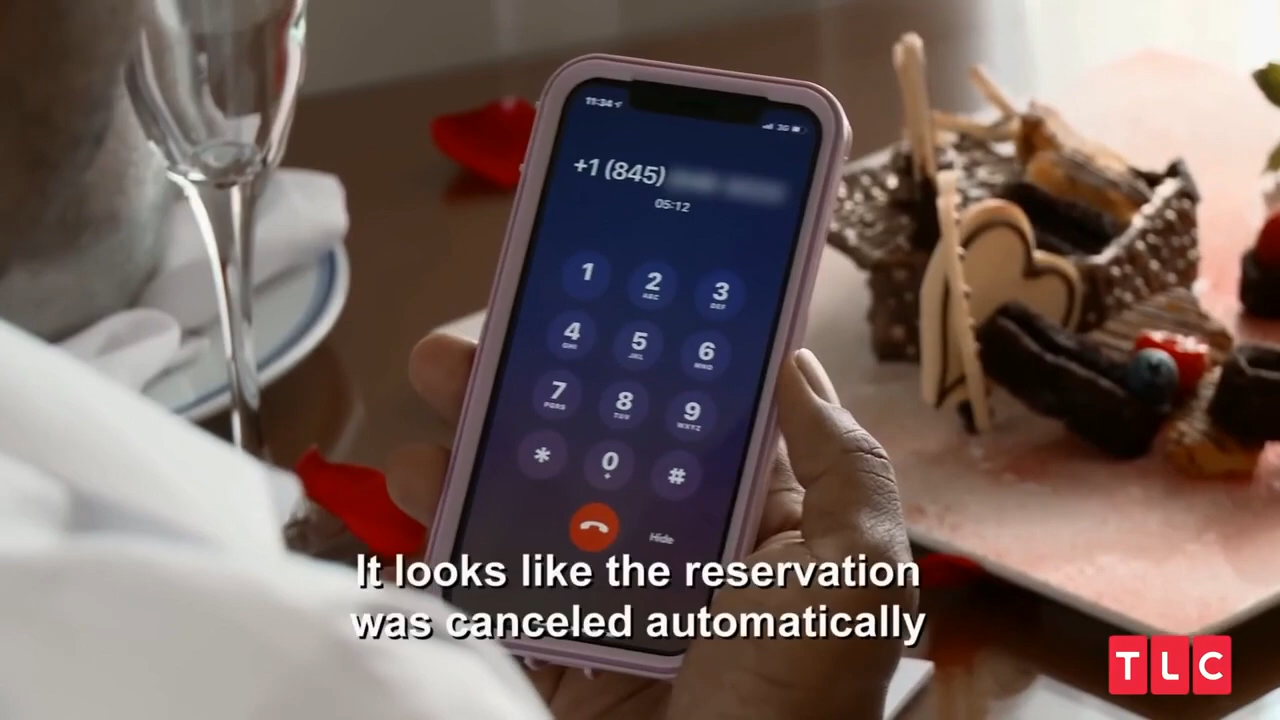 11:34
3G
+1 (845)
05:12
1
2
ABC
3
DEF
4
GHI
5
JKL
6
MNO
7
PQRS
8
TUV
9
WXYZ
*
0
+
#
Hide
It looks like the reservation
was canceled automatically
TLC